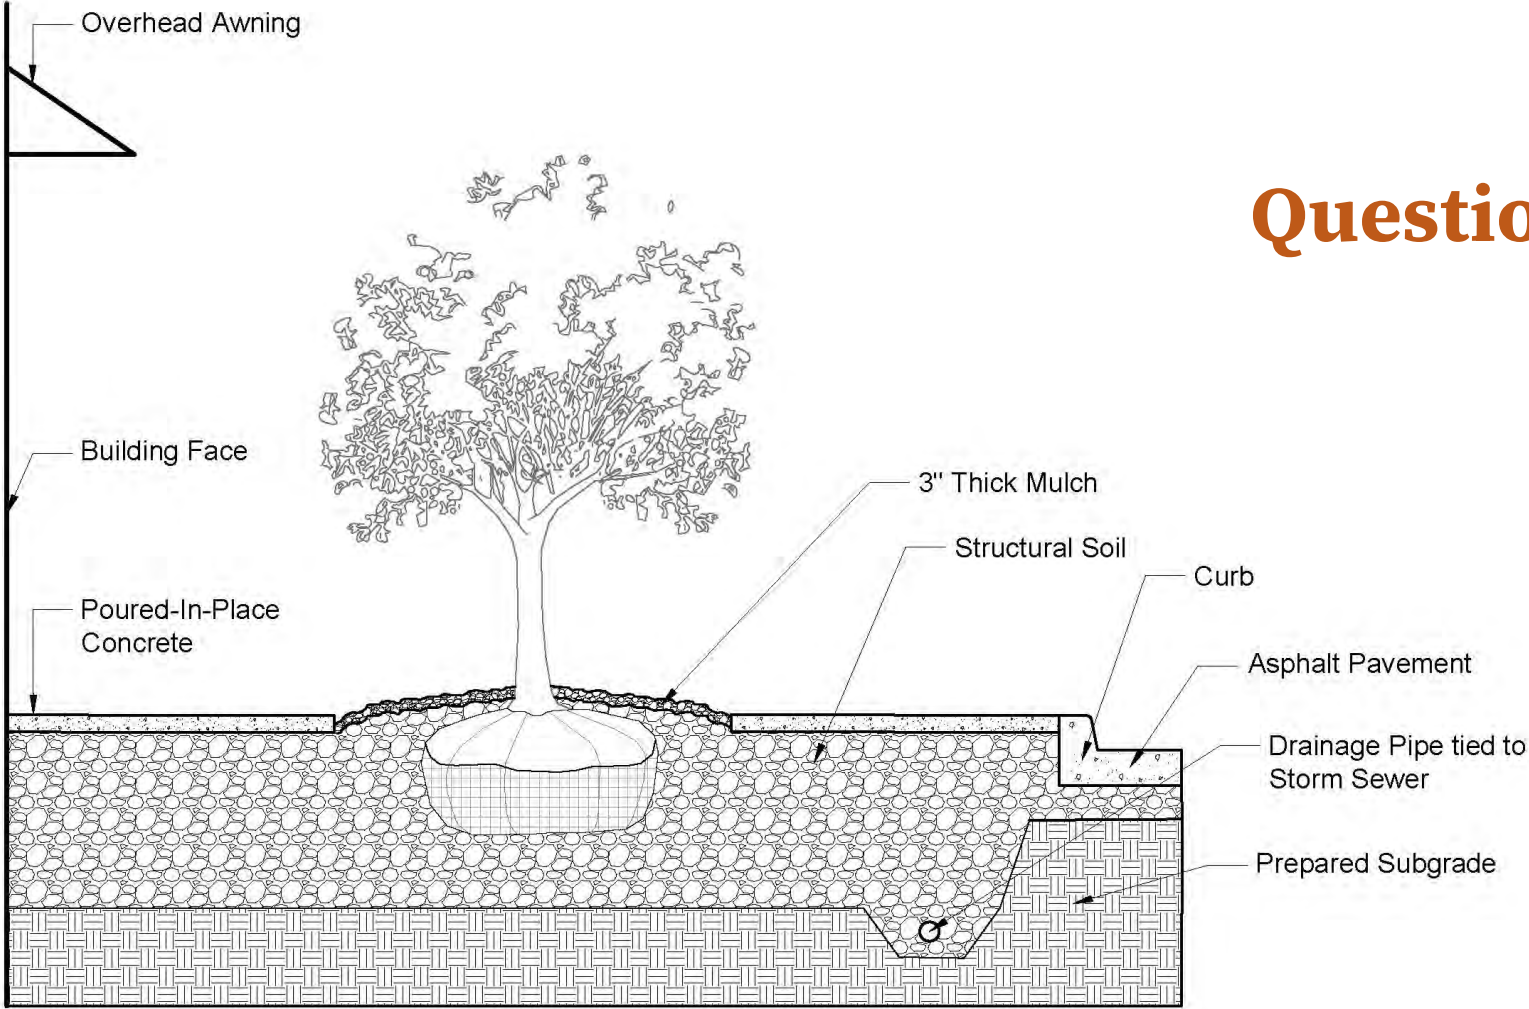 Overhead Awning
Questio
Building Face
3" Thick Mulch
Structural Soil
Curb
Poured-In-Place
Concrete
Asphalt Pavement
Drainage Pipe tied to
Storm Sewer
Prepared Subgrade